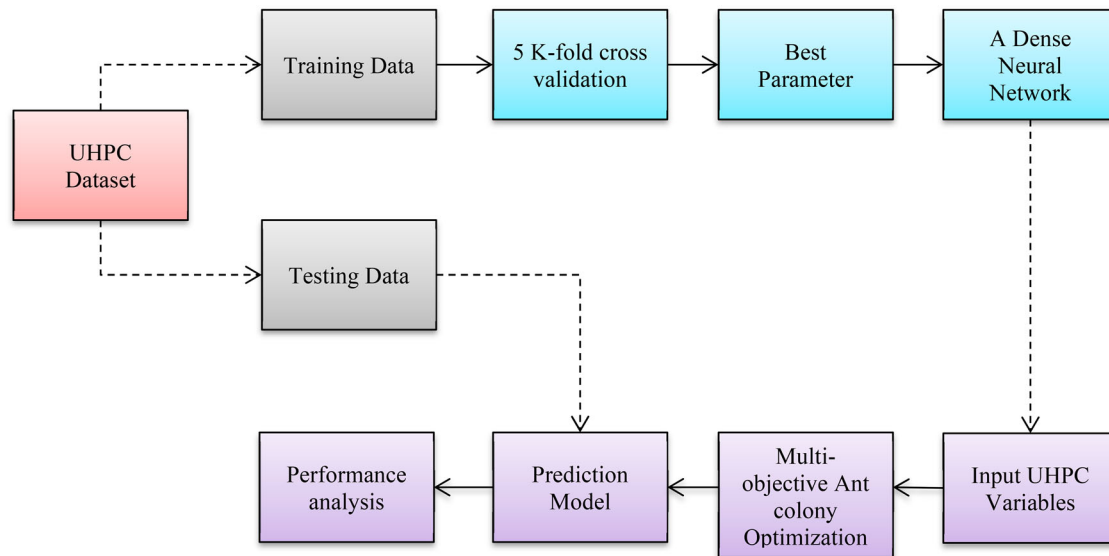 Training Data
5 K-fold cross
validation
Best
Parameter
A Dense
Neural
Network
UHPC
Dataset
Testing Data
Performance
analysis
Prediction
Model
Multi-
objective Ant
colony
Optimization
Input UHPC
Variables